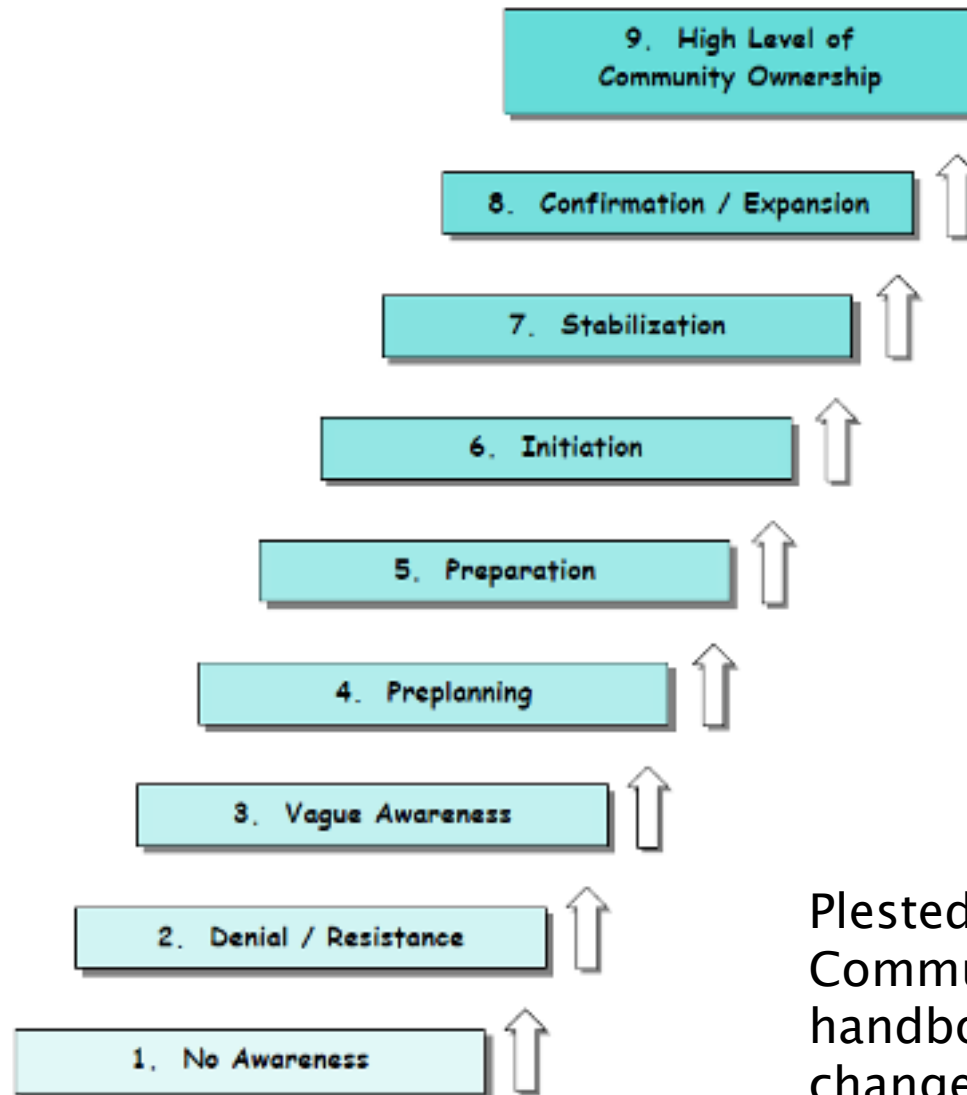 9. High Level of
Community Ownership
8. Confirmation / Expansion
7. Stabilization
6. Initiation
5. Preparation
4. Preplanning
3. Vague Awareness
2. Denial / Resistance
1. No Awareness
Plested
Commu
handbo
change